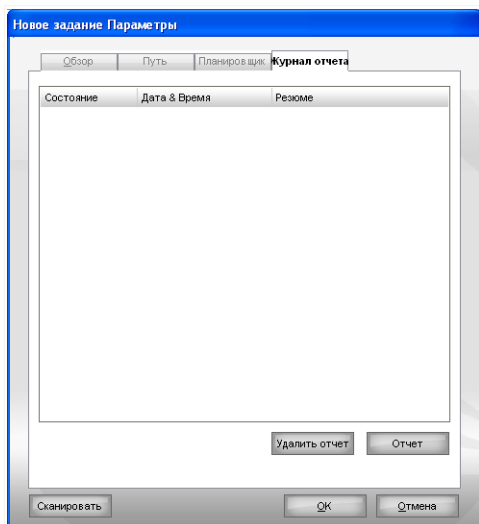 Новое задание Параметры
Обзор Путь Планировщик Журнал отчета
Состояние Дата & Время Резюме
Удалить отчет Отчет
Сканировать OK Отмена